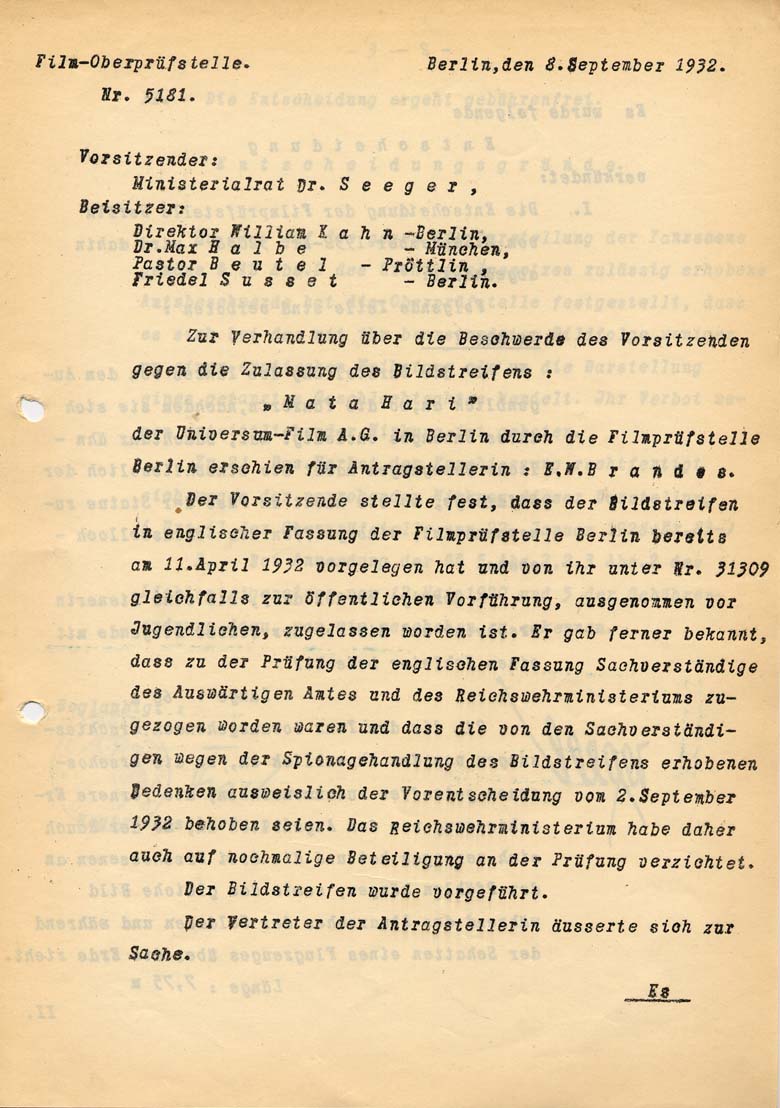 Film-Oberprüfstelle. Berlin, den 8.September 1932.
Nr. 5181.
Vorsitzender:
Ministerialrat Dr. S e e g e r ,
Beisitzer:
Direktor William K a h n -Berlin,
Dr.Max H a l b e - München,
Pastor B e u t e l - Pröttlin ,
Friedel S u s s e t - Berlin.
Zur Verhandlung über die Beschwerde des Vorsitzenden
gegen die Zulassung des Bildstreifens :
" M a t a H a r i "
der Universum-Film A.G. in Berlin durch die Filmprüfstelle
Berlin erschien für Antragstellerin : E.W.B r a n d e s.
Der Vorsitzende stellte fest, dass der Bildstreifen
in englischer Fassung der Filmprüfstelle Berlin bereits
am 11.April 1932 vorgelegen hat und von ihr unter Nr. 31309
gleichfalls zur öffentlichen Vorführung, ausgenommen vor
Jugendlichen, zugelassen worden ist. Er gab ferner bekannt,
dass zu der Prüfung der englischen Fassung Sachverständige
des Auswärtigen Amtes und des Reichswehrministeriums zu-
gezogen worden waren und dass die von den Sachverständi-
gen wegen der Spionagehandlung des Bildstreifens erhobenen
Bedenken ausweislich der Vorentscheidung vom 2.September
1932 behoben seien. Das Reichswehrministerium habe daher
auch auf nochmalige Beteiligung an der Prüfung verzichtet.
Der Bildstreifen wurde vorgeführt.
Der Vertreter der Antragstellerin äusserte sich zur
Sache.
Es